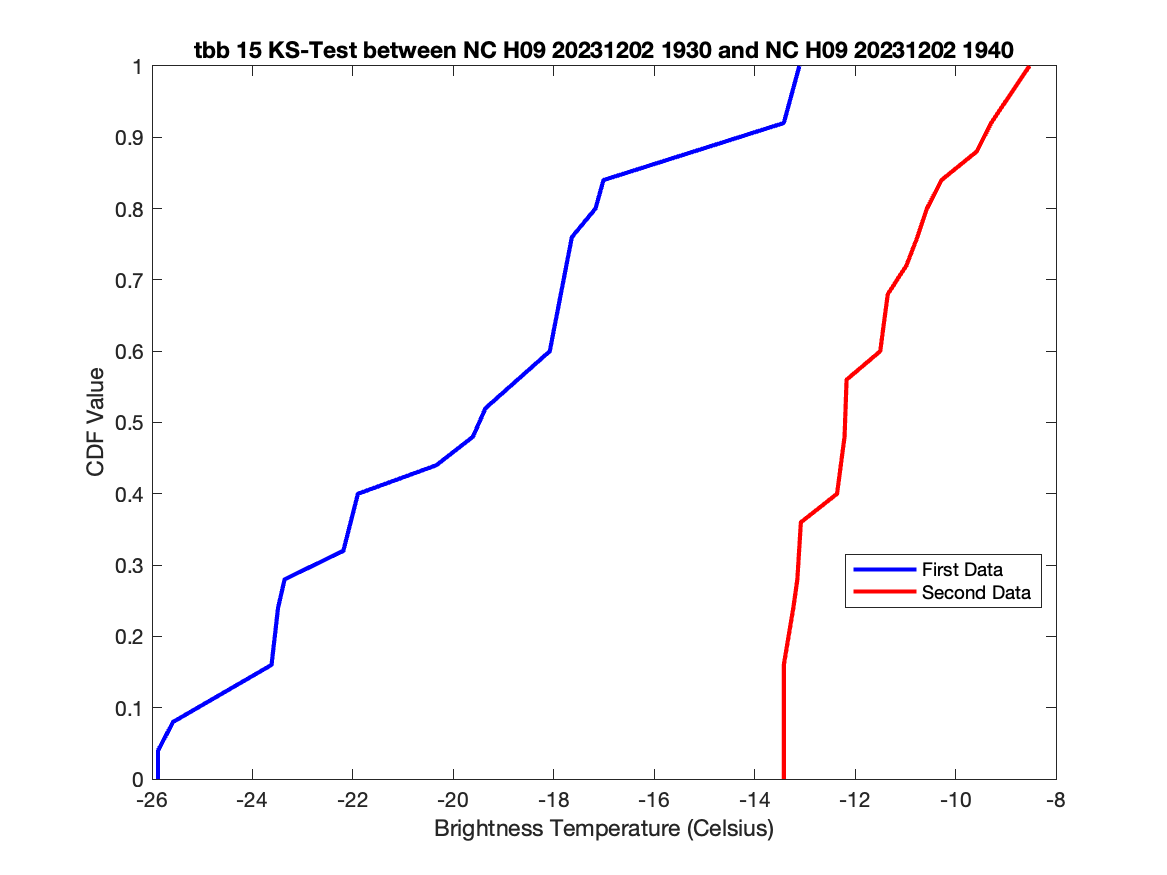 tbb 15 KS-Test between NC H09 20231202 1930 and NC H09 20231202 1940
1
0.9
0.8
0.7
0.6
0.5
0.4
0.3
0.2
0.1
0
CDF Value
First Data
Second Data
-26 -24 -22 -20 -18 -16 -14 -12 -10 -8
Brightness Temperature (Celsius)